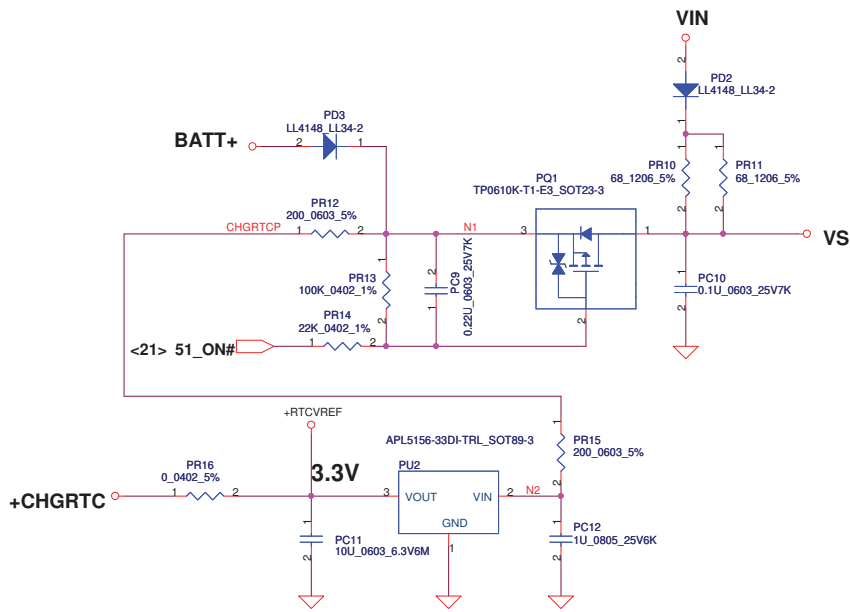 VIN
2
PD2
LL4148_LL34-2
1
PD3
LL4148_LL34-2
BATT+
2
1
1
1
PR10
68_1206_5%
PR11
68_1206_5%
2
2
PQ1
TP0610K-T1-E3_SOT23-3
PR12
200_0603_5%
CHGRTCP
1
2
N1
3
1
VS
2
1
PC9
0.22U_0603_25V7K
1
PR13
100K_0402_1%
2
1
PC10
0.1U_0603_25V7K
2
2
PR14
22K_0402_1%
<21> 51_ON#
1
2
+RTCVREF
APL5156-33DI-TRL_SOT89-3
1
PR15
200_0603_5%
2
PR16
0_0402_5%
3.3V
PU2
+CHGRTC
1
2
3
VOUT
VIN
2
N2
GND
1
1
PC11
10U_0603_6.3V6M
2
1
PC12
1U_0805_25V6K
2